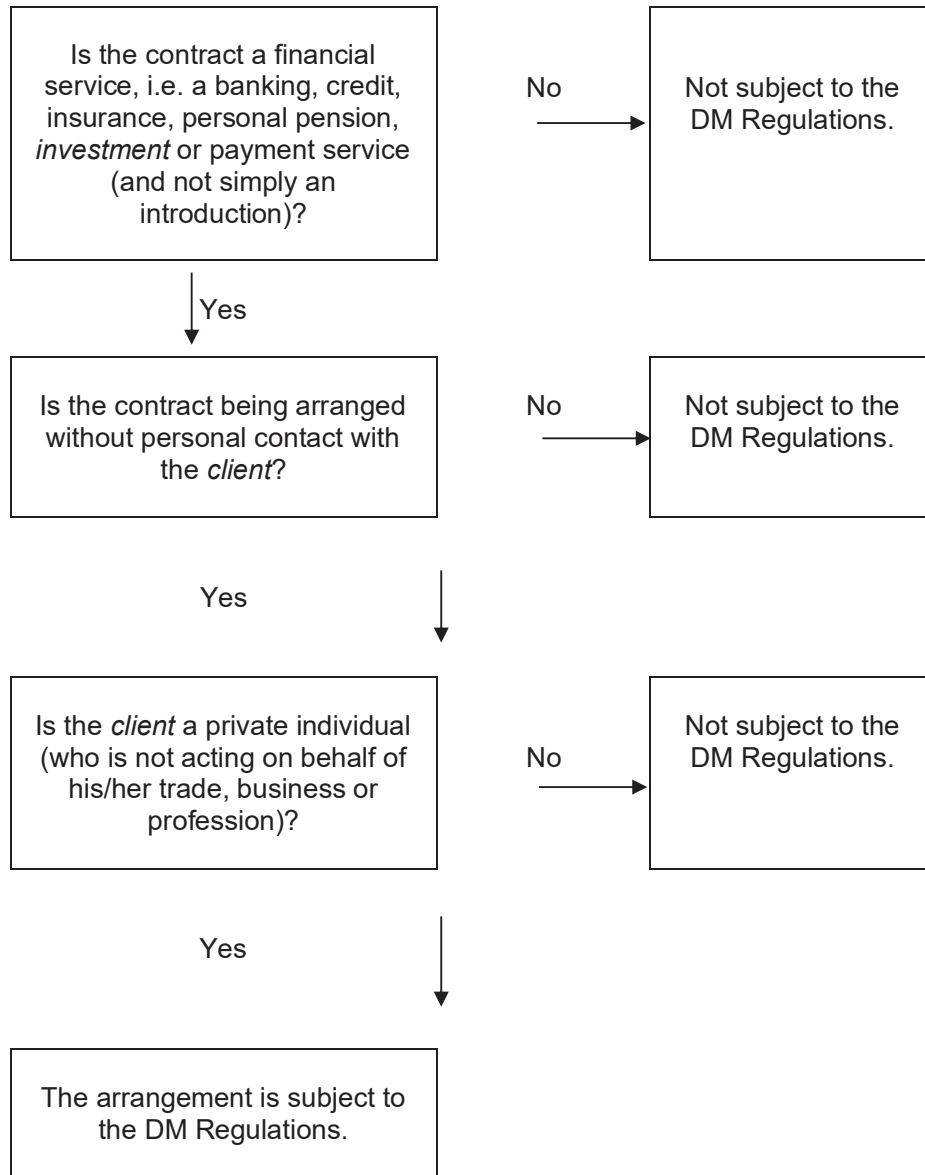 Is the contract a financial
service, i.e. a banking, credit,
insurance, personal pension,
investment or payment service
(and not simply an
introduction)?
No
Not subject to the
DM Regulations.
Yes
Is the contract being arranged
without personal contact with
the client?
No
Not subject to the
DM Regulations.
Yes
Is the client a private individual
(who is not acting on behalf of
his/her trade, business or
profession)?
No
Not subject to the
DM Regulations.
Yes
The arrangement is subject to
the DM Regulations.